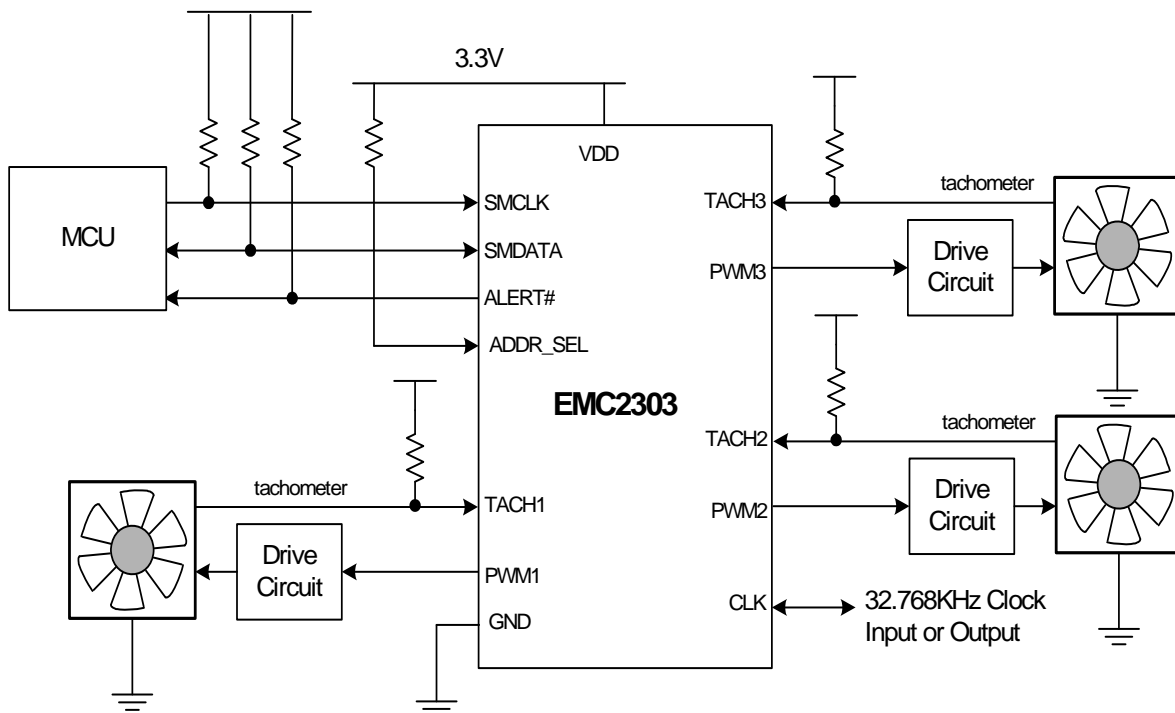 3.3V
VDD
MCU
SMCLK
SMDATA
ALERT#
ADDR_SEL
EMC2303
TACH3
tachometer
PWM3
Drive
Circuit
TACH2
tachometer
PWM2
Drive
Circuit
tachometer
TACH1
Drive
Circuit
PWM1
GND
CLK
32.768KHz Clock
Input or Output